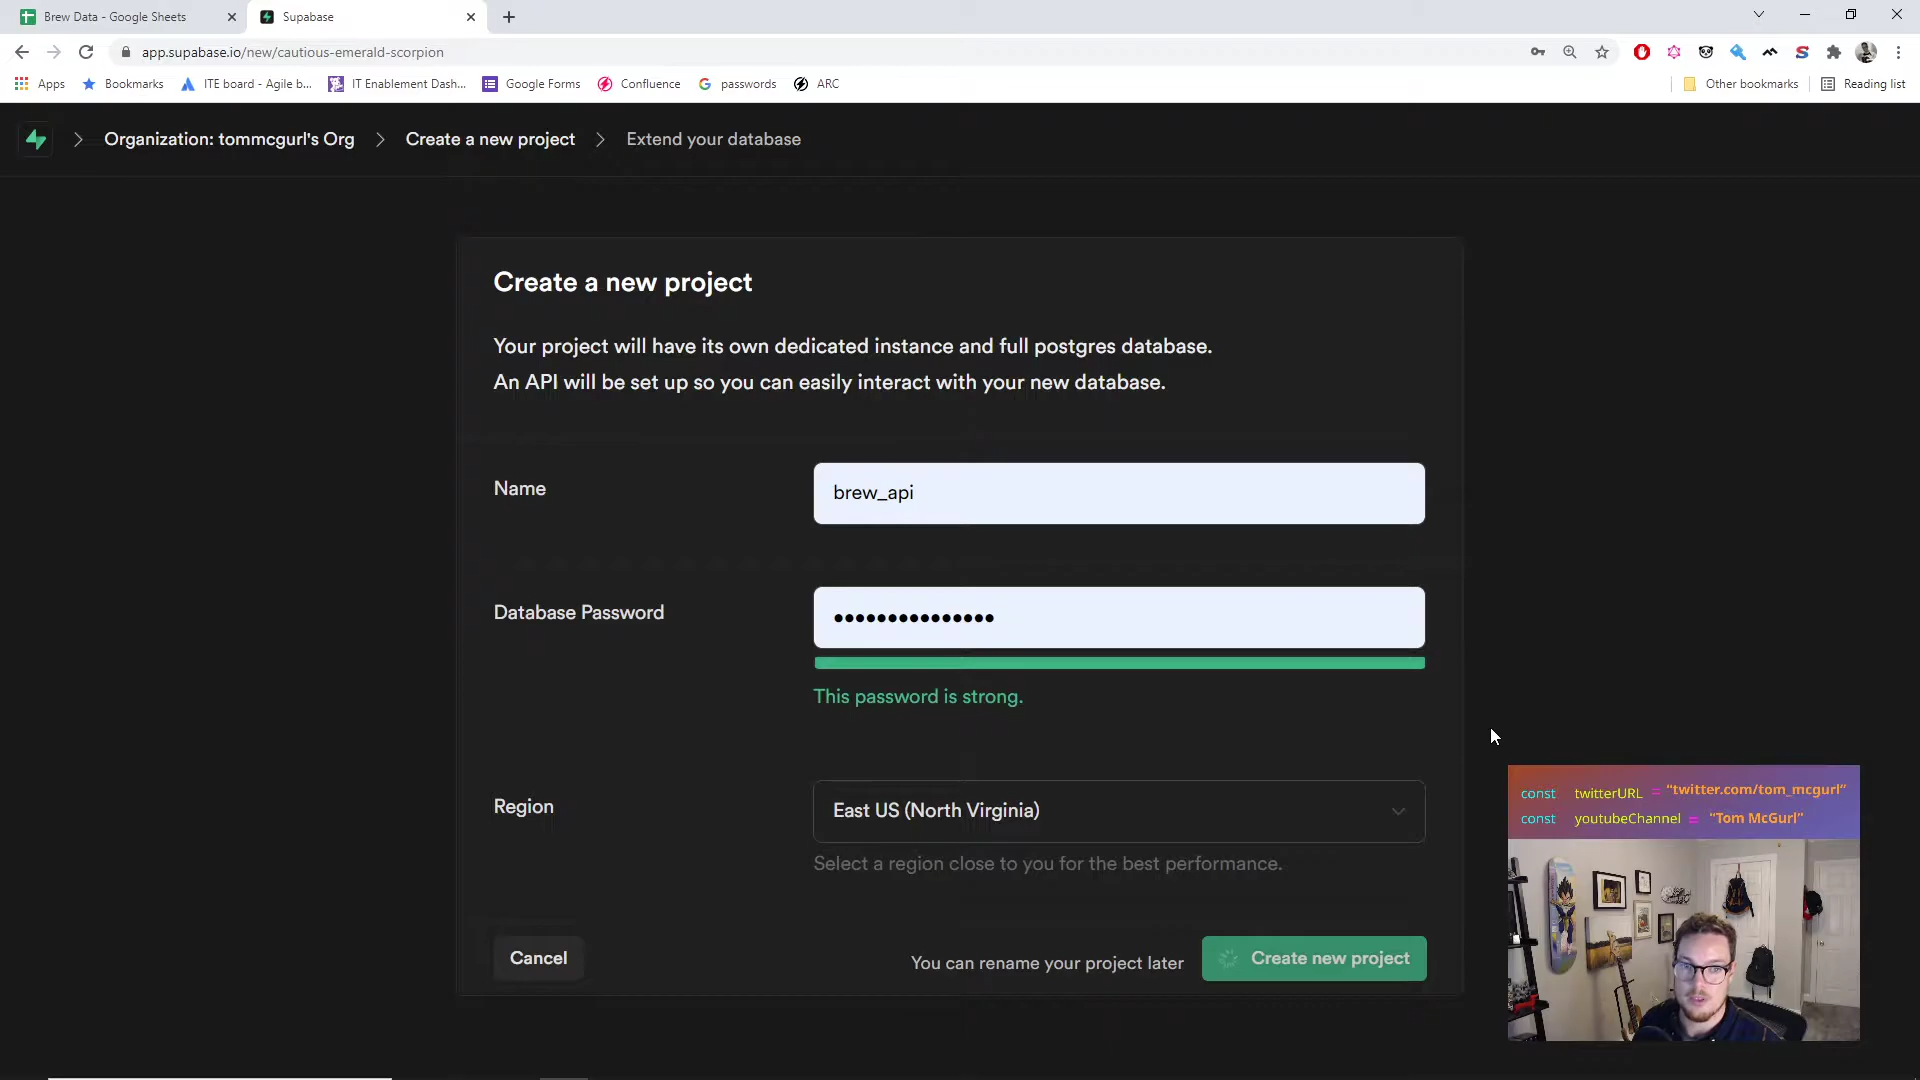 Brew Data - Google Sheets
Supabase
app.supabase.io/new/cautious-emerald-scorpion
Apps
Bookmarks
ITE board - Agile b...
IT Enablement Dash...
Google Forms
Confluence
passwords
ARC
Other bookmarks
Reading list
Organization: tommcgurl's Org
Create a new project
Extend your database
Create a new project
Your project will have its own dedicated instance and full postgres database.
An API will be set up so you can easily interact with your new database.
Name
brew_api
Database Password
•••••••••••••••
This password is strong.
Region
East US (North Virginia)
Select a region close to you for the best performance.
Cancel
You can rename your project later
Create new project
const twitterURL = "twitter.com/tom_mcgurl"
const youtubeChannel = "Tom McGurl"